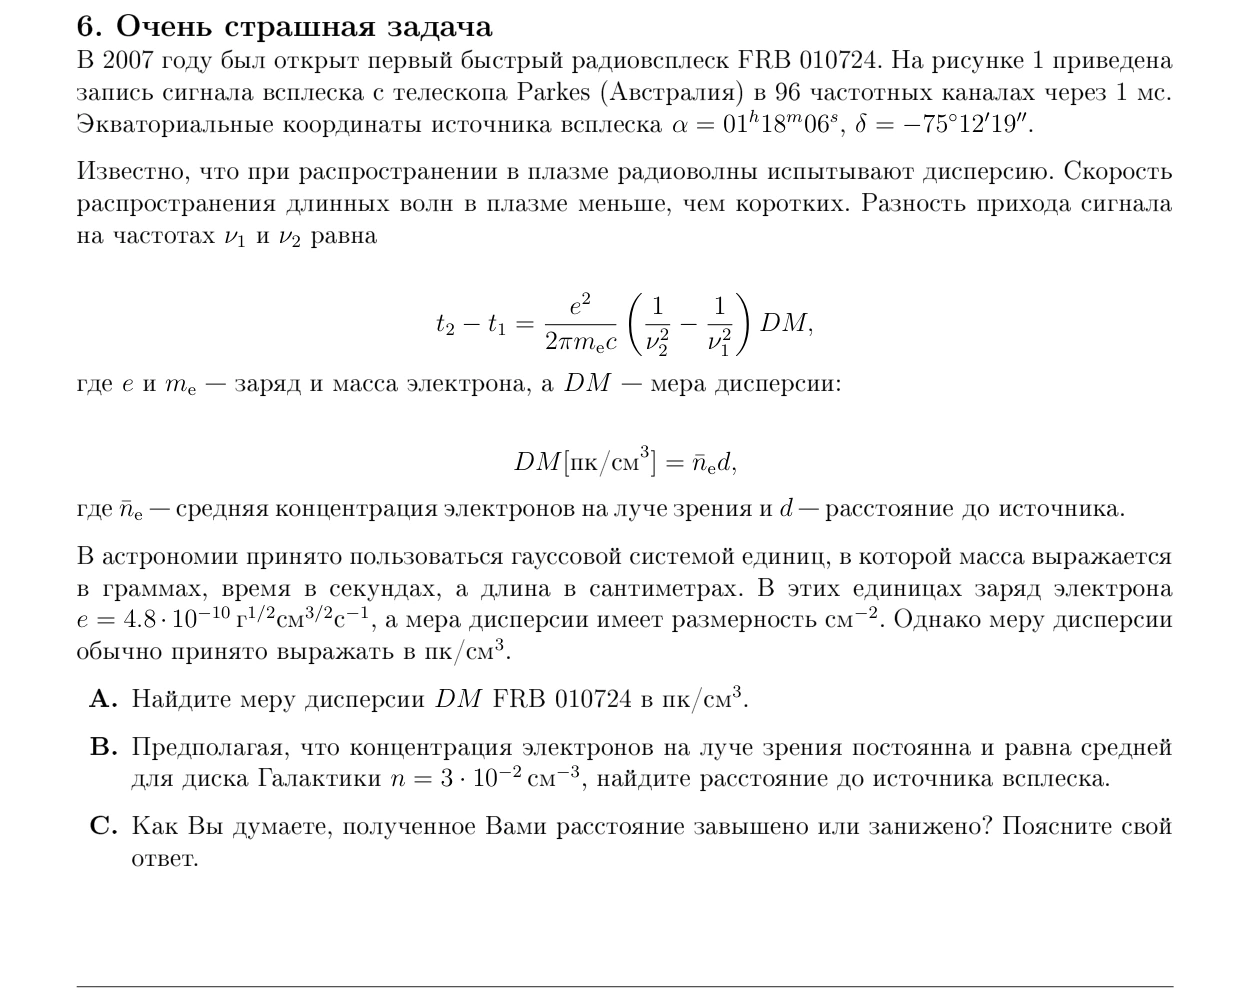 6. Очень страшная задача
В 2007 году был открыт первый быстрый радиовсплеск FRB 010724. На рисунке 1 приведена
запись сигнала всплеска с телескопа Parkes (Австралия) в 96 частотных каналах через 1 мс.
Экваториальные координаты источника всплеска α = 01ʰ18ᵐ06ˢ, δ = −75°12′19″.
Известно, что при распространении в плазме радиоволны испытывают дисперсию. Скорость
распространения длинных волн в плазме меньше, чем коротких. Разность прихода сигнала
на частотах ν₁ и ν₂ равна
t₂ − t₁ = e²/(2πmₑc) (1/ν₂² − 1/ν₁²) DM,
где e и mₑ — заряд и масса электрона, а DM — мера дисперсии:
DM[пк/см³] = n̄ₑd,
где n̄ₑ — средняя концентрация электронов на луче зрения и d — расстояние до источника.
В астрономии принято пользоваться гауссовой системой единиц, в которой масса выражается
в граммах, время в секундах, а длина в сантиметрах. В этих единицах заряд электрона
e = 4.8 · 10⁻¹⁰ г¹/²см³/²с⁻¹, а мера дисперсии имеет размерность см⁻². Однако меру дисперсии
обычно принято выражать в пк/см³.
A. Найдите меру дисперсии DM FRB 010724 в пк/см³.
B. Предполагая, что концентрация электронов на луче зрения постоянна и равна средней
для диска Галактики n = 3 · 10⁻² см⁻³, найдите расстояние до источника всплеска.
C. Как Вы думаете, полученное Вами расстояние завышено или занижено? Поясните свой
ответ.